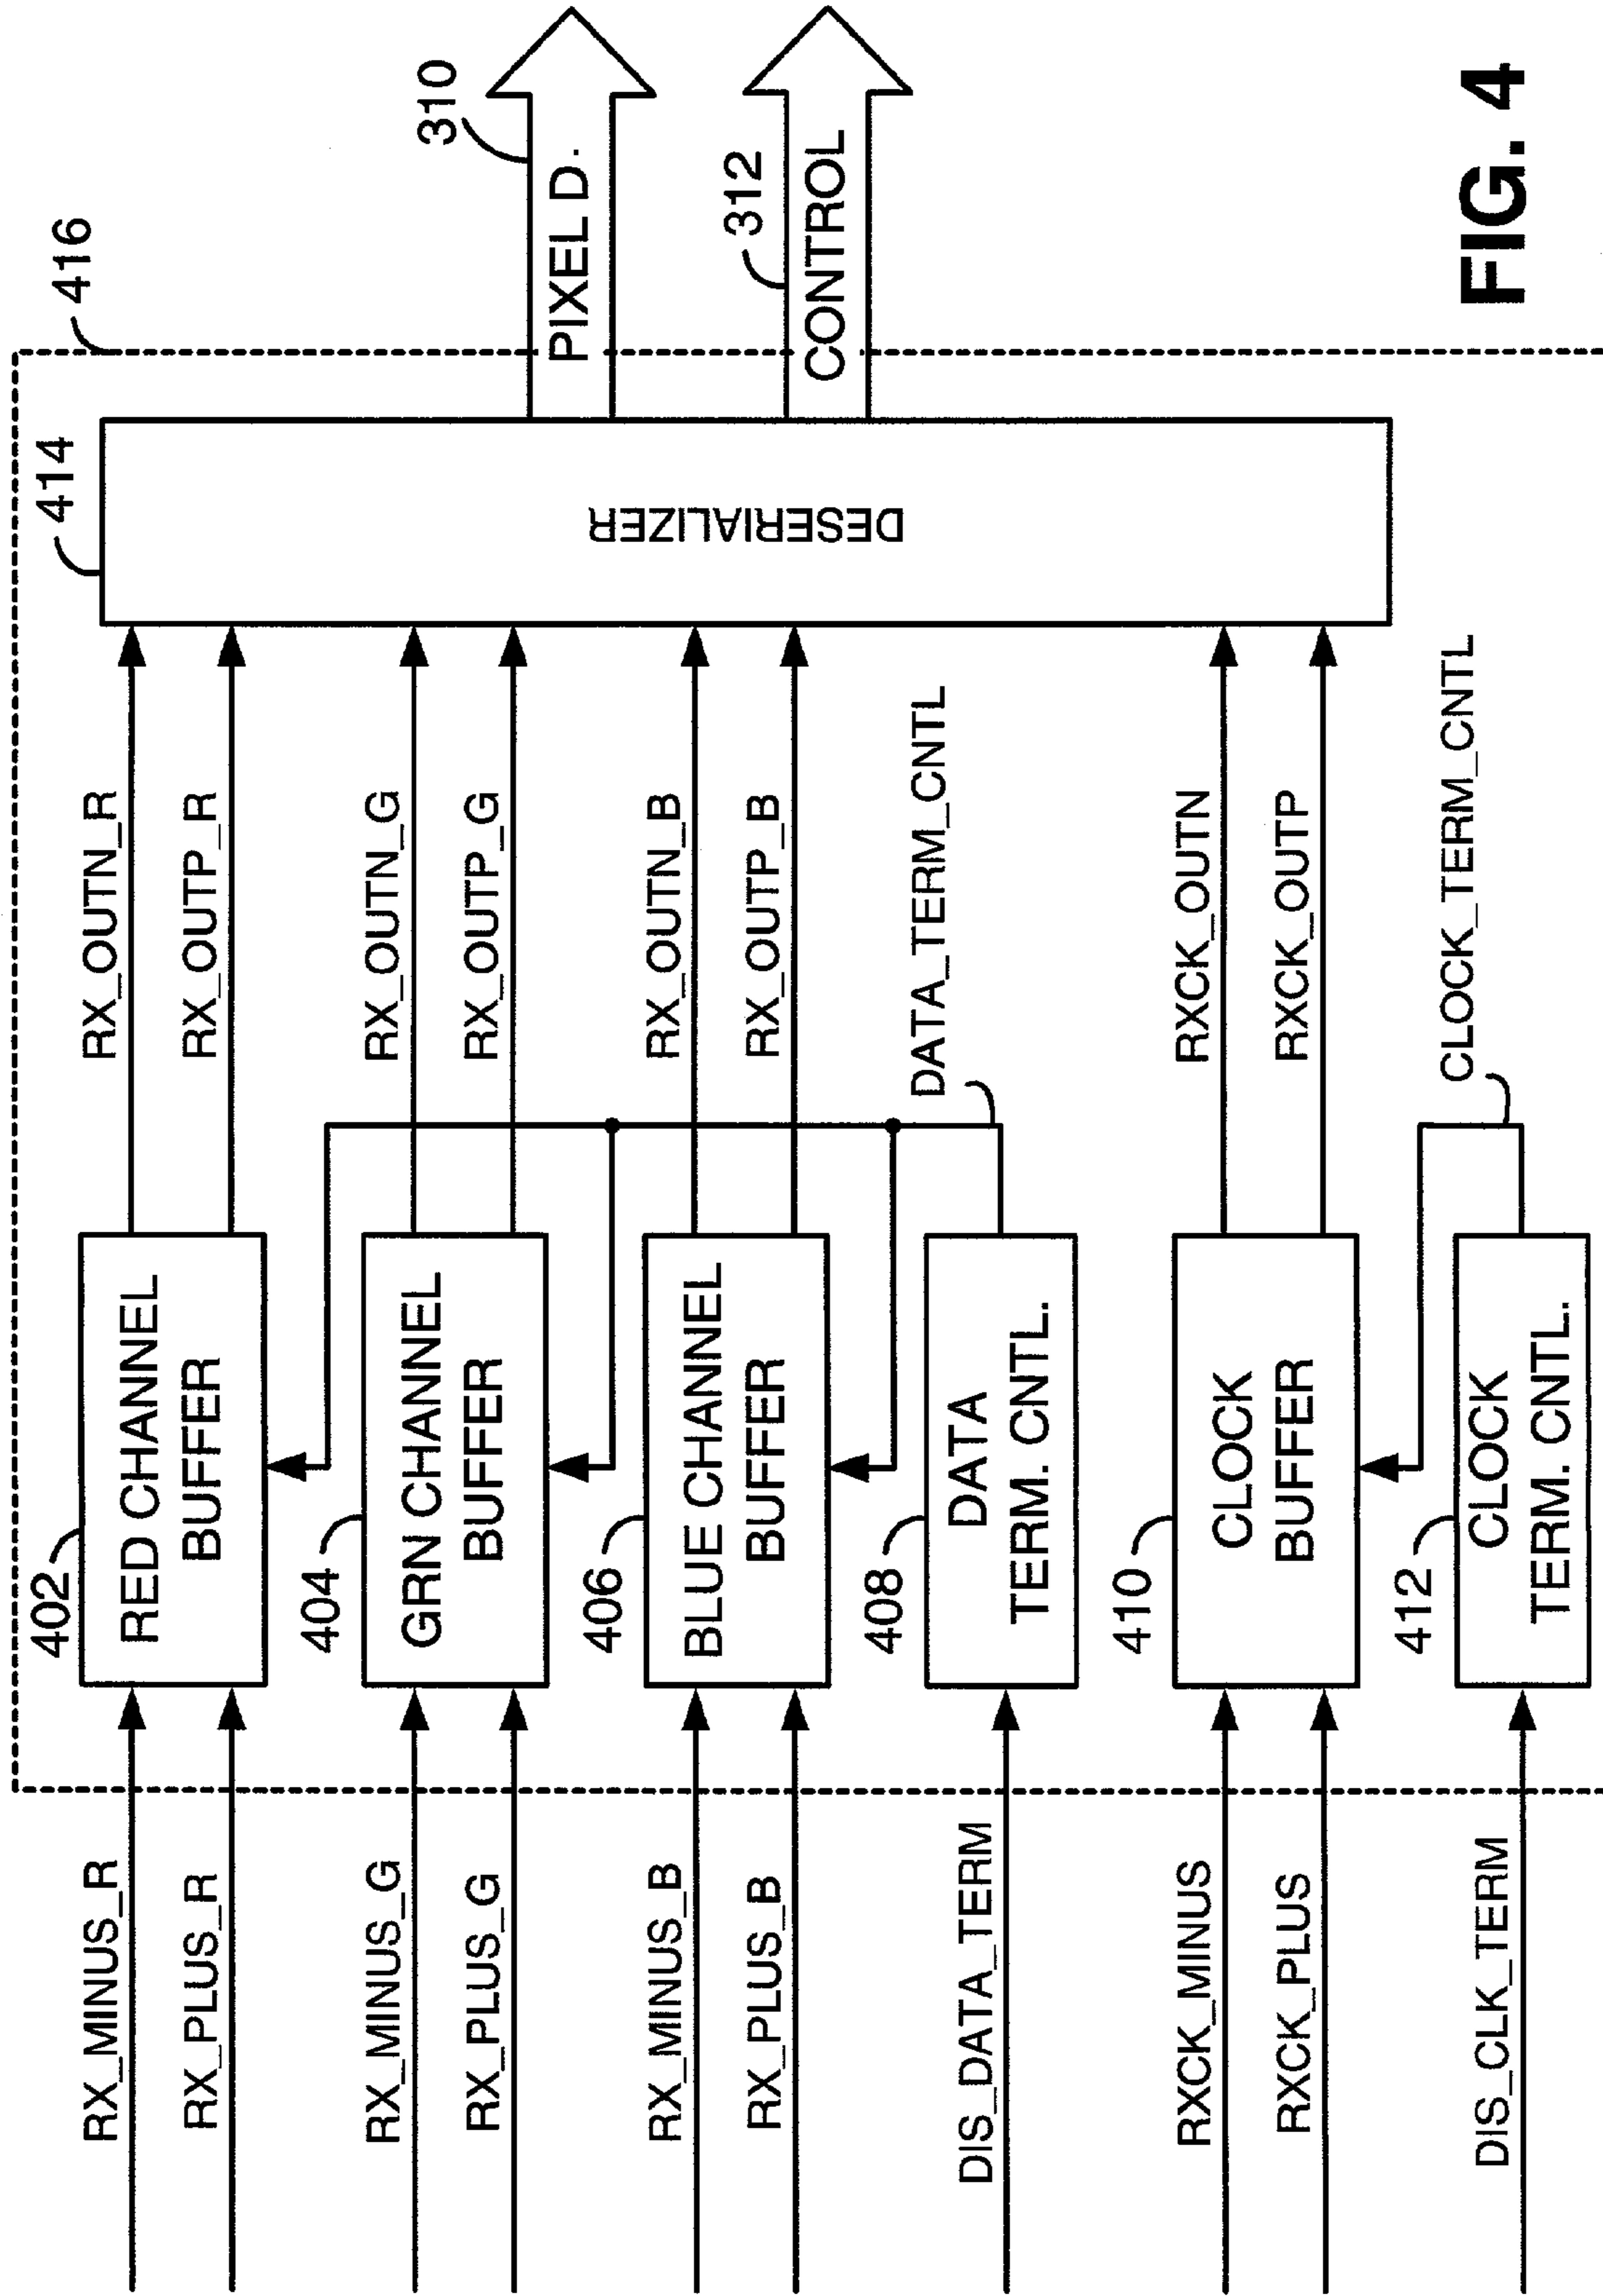 RX_MINUS_R
RX_PLUS_R
RX_MINUS_G
RX_PLUS_G
RX_MINUS_B
RX_PLUS_B
DIS_DATA_TERM
RXCK_MINUS
RXCK_PLUS
DIS_CLK_TERM
402
RED CHANNEL
BUFFER
404
GRN CHANNEL
BUFFER
406
BLUE CHANNEL
BUFFER
408
DATA
TERM. CNTL.
410
CLOCK
BUFFER
412
CLOCK
TERM. CNTL.
RX_OUTN_R
RX_OUTP_R
RX_OUTN_G
RX_OUTP_G
RX_OUTN_B
RX_OUTP_B
DATA_TERM_CNTL
RXCK_OUTN
RXCK_OUTP
CLOCK_TERM_CNTL
414
DESERIALIZER
416
310
PIXEL D.
312
CONTROL
FIG. 4